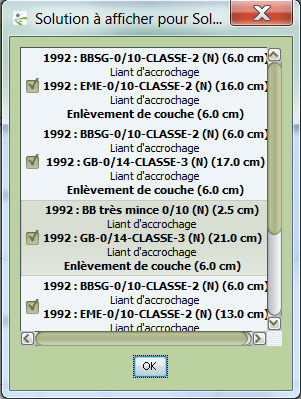 Solution à afficher pour Sol...
1992 : BBSG-0/10-CLASSE-2 (N) (6.0 cm)
Liant d'accrochage
1992 : EME-0/10-CLASSE-2 (N) (16.0 cm)
Enlèvement de couche (6.0 cm)
1992 : BBSG-0/10-CLASSE-2 (N) (6.0 cm)
Liant d'accrochage
1992 : GB-0/14-CLASSE-3 (N) (17.0 cm)
Liant d'accrochage
Enlèvement de couche (6.0 cm)
1992 : BB très mince 0/10 (N) (2.5 cm)
Liant d'accrochage
1992 : GB-0/14-CLASSE-3 (N) (21.0 cm)
Liant d'accrochage
Enlèvement de couche (6.0 cm)
1992 : BBSG-0/10-CLASSE-2 (N) (6.0 cm)
Liant d'accrochage
1992 : EME-0/10-CLASSE-2 (N) (13.0 cm)
Liant d'accrochage
OK